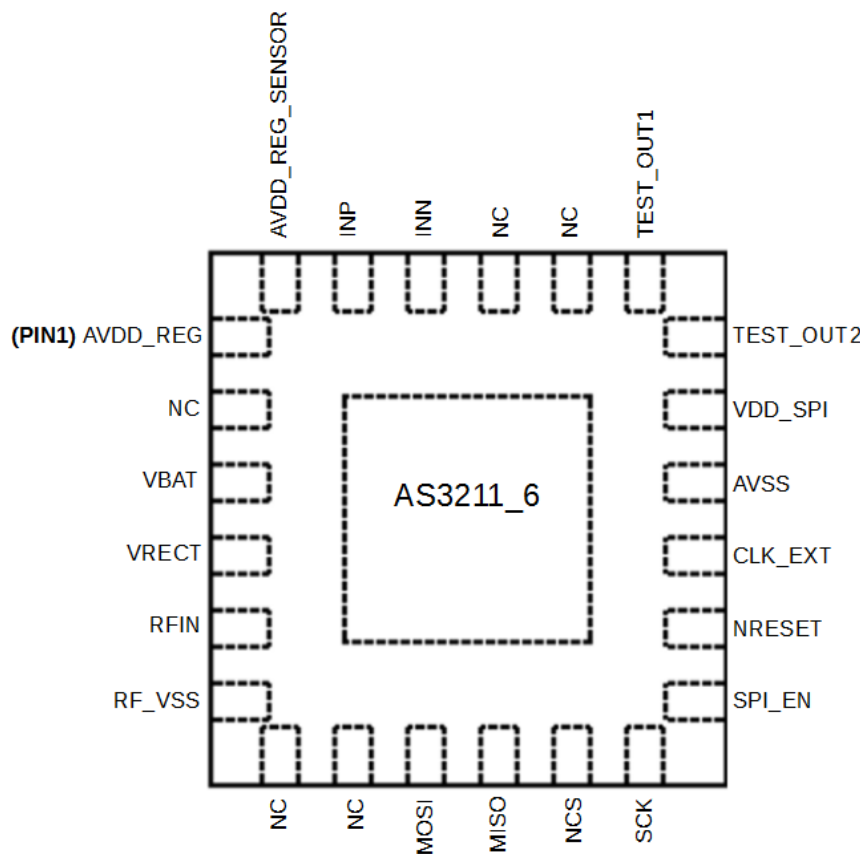 AVDD_REG_SENSOR
INP
INN
NC
NC
TEST_OUT1
(PIN1) AVDD_REG
NC
VBAT
VRECT
RFIN
RF_VSS
AS3211_6
TEST_OUT2
VDD_SPI
AVSS
CLK_EXT
NRESET
SPI_EN
NC
NC
MOSI
MISO
NCS
SCK